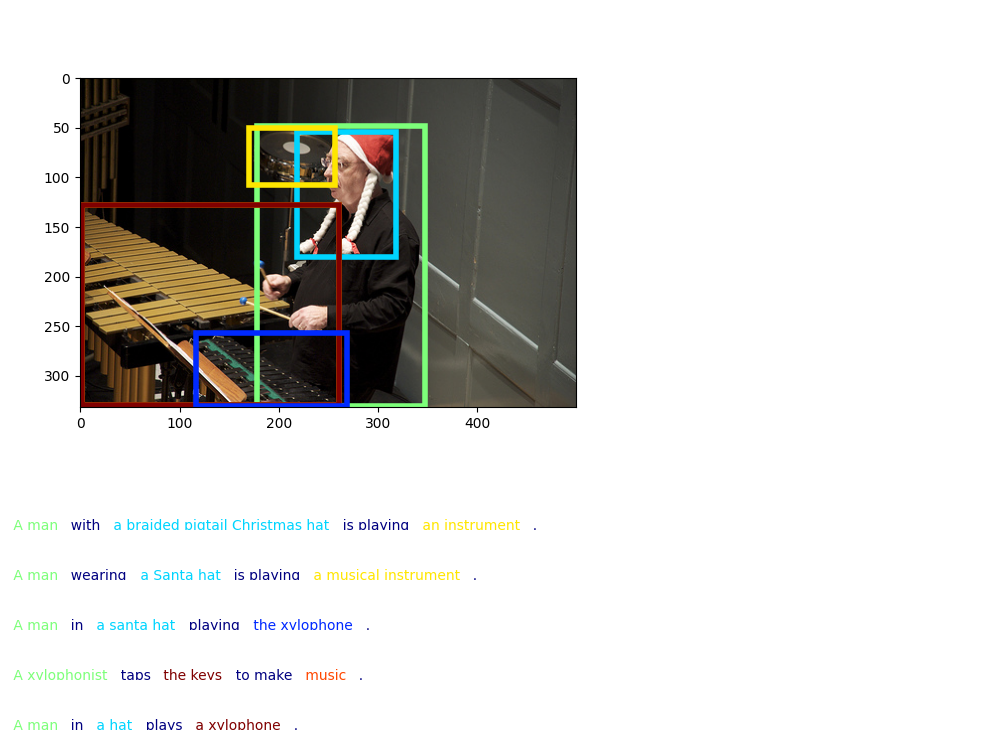 0
50
100
150
200
250
300
0 100 200 300 400
A man with a braided pigtail Christmas hat is playing an instrument .
A man wearing a Santa hat is playing a musical instrument .
A man in a santa hat playing the xylophone .
A xylophonist taps the keys to make music .
A man in a hat plays a xylophone .